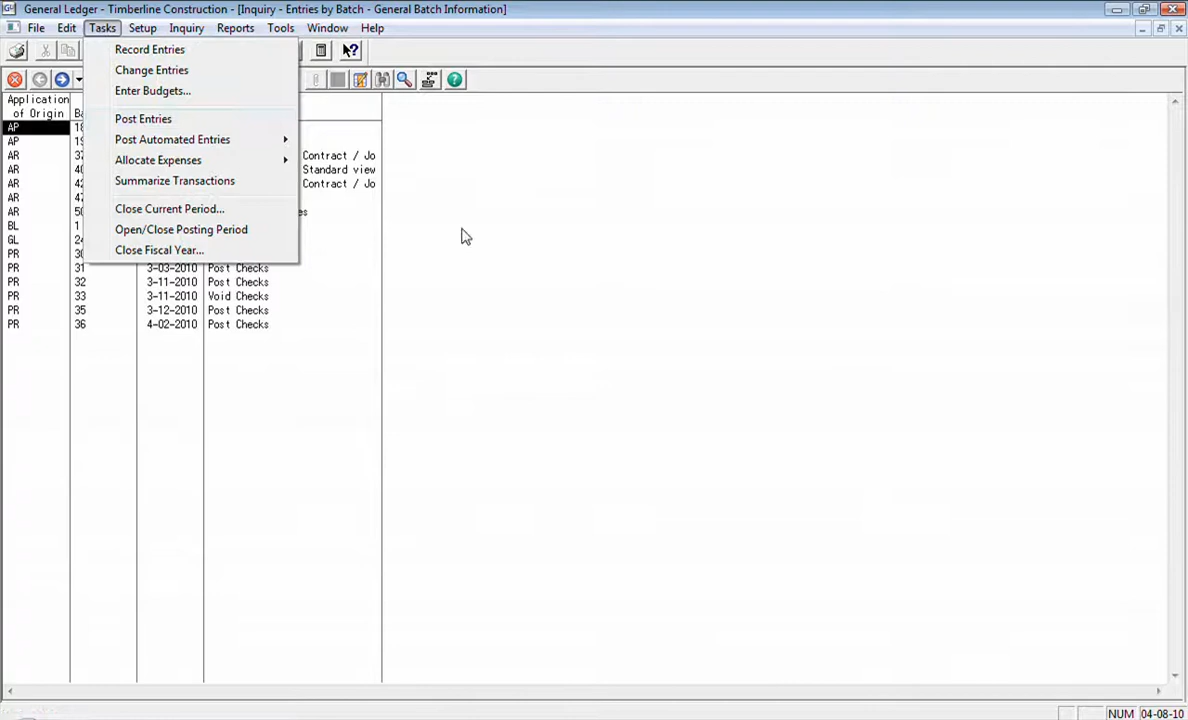 General Ledger - Timberline Construction - [Inquiry - Entries by Batch - General Batch Information]
File Edit Tasks Setup Inquiry Reports Tools Window Help
Record Entries
Change Entries
Enter Budgets...
Post Entries
Post Automated Entries
Allocate Expenses
Summarize Transactions
Close Current Period...
Open/Close Posting Period
Close Fiscal Year...
Application
of Origin
AP
AP
AR Contract / Jo
AR Standard view
AR Contract / Jo
AR
AR
BL 1
GL
PR
PR 31 3-03-2010 Post Checks
PR 32 3-11-2010 Post Checks
PR 33 3-11-2010 Void Checks
PR 35 3-12-2010 Post Checks
PR 36 4-02-2010 Post Checks
NUM 04-08-10